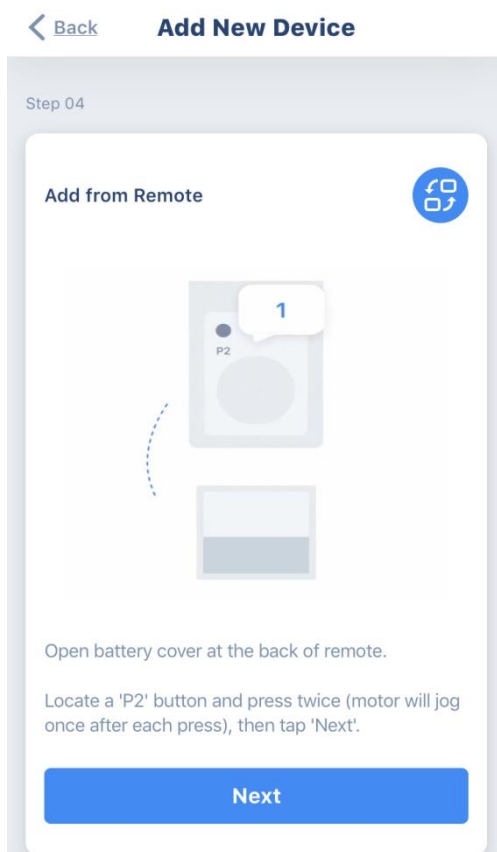 Back
Add New Device
Step 04
Add from Remote
1
P2
Open battery cover at the back of remote.
Locate a 'P2' button and press twice (motor will jog
once after each press), then tap 'Next'.
Next